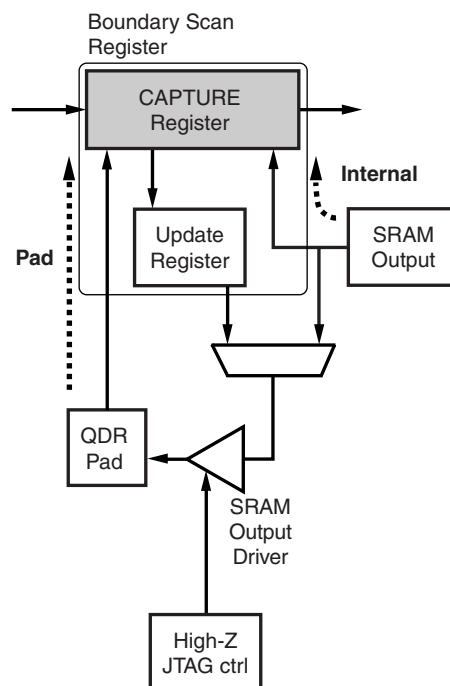 Boundary Scan
Register
CAPTURE
Register
Internal
Pad
Update
Register
SRAM
Output
QDR
Pad
SRAM
Output
Driver
High-Z
JTAG ctrl